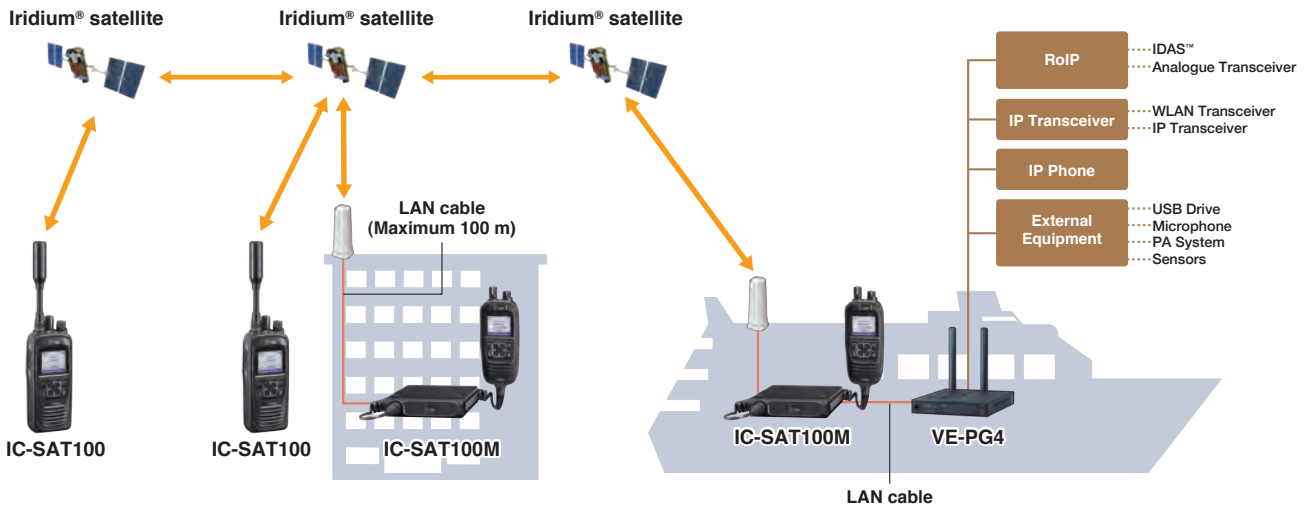 Iridium® satellite
Iridium® satellite
Iridium® satellite
RoIP
IDAS™
Analogue Transceiver
IP Transceiver
WLAN Transceiver
IP Transceiver
IP Phone
External
Equipment
USB Drive
Microphone
PA System
Sensors
LAN cable
(Maximum 100 m)
IC-SAT100
IC-SAT100
IC-SAT100M
IC-SAT100M
VE-PG4
LAN cable